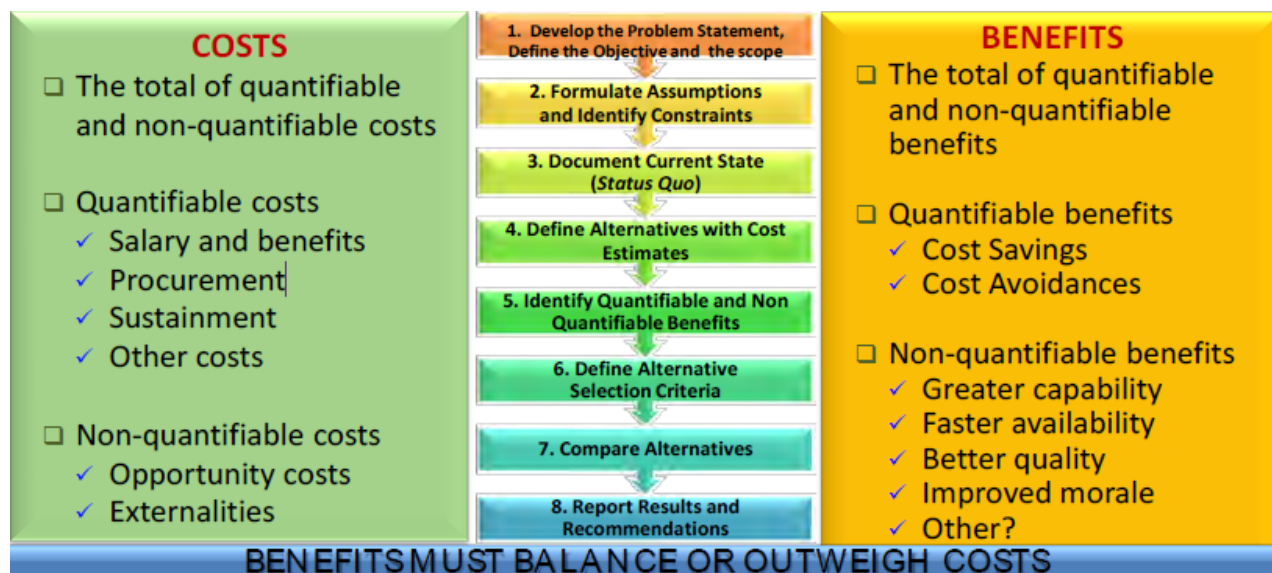 COSTS
❑ The total of quantifiable
and non-quantifiable costs
❑ Quantifiable costs
✓ Salary and benefits
✓ Procurement
✓ Sustainment
✓ Other costs
❑ Non-quantifiable costs
✓ Opportunity costs
✓ Externalities
1. Develop the Problem Statement,
Define the Objective and the scope
2. Formulate Assumptions
and Identify Constraints
3. Document Current State
(Status Quo)
4. Define Alternatives with Cost
Estimates
5. Identify Quantifiable and Non
Quantifiable Benefits
6. Define Alternative
Selection Criteria
7. Compare Alternatives
8. Report Results and
Recommendations
BENEFITS
❑ The total of quantifiable
and non-quantifiable
benefits
❑ Quantifiable benefits
✓ Cost Savings
✓ Cost Avoidances
❑ Non-quantifiable benefits
✓ Greater capability
✓ Faster availability
✓ Better quality
✓ Improved morale
✓ Other?
BENEFITS MUST BALANCE OR OUTWEIGH COSTS